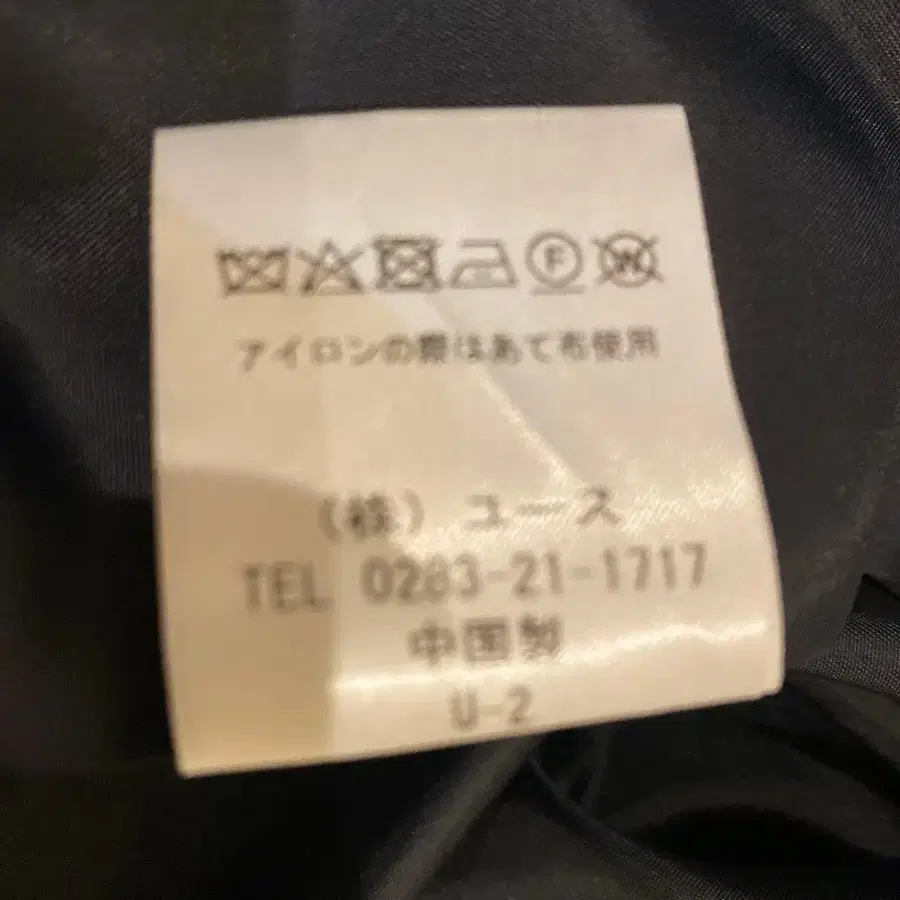 F W
アイロンの際はあて布使用
(株) ユース
TEL 0283-21-1717
中国製
U-2